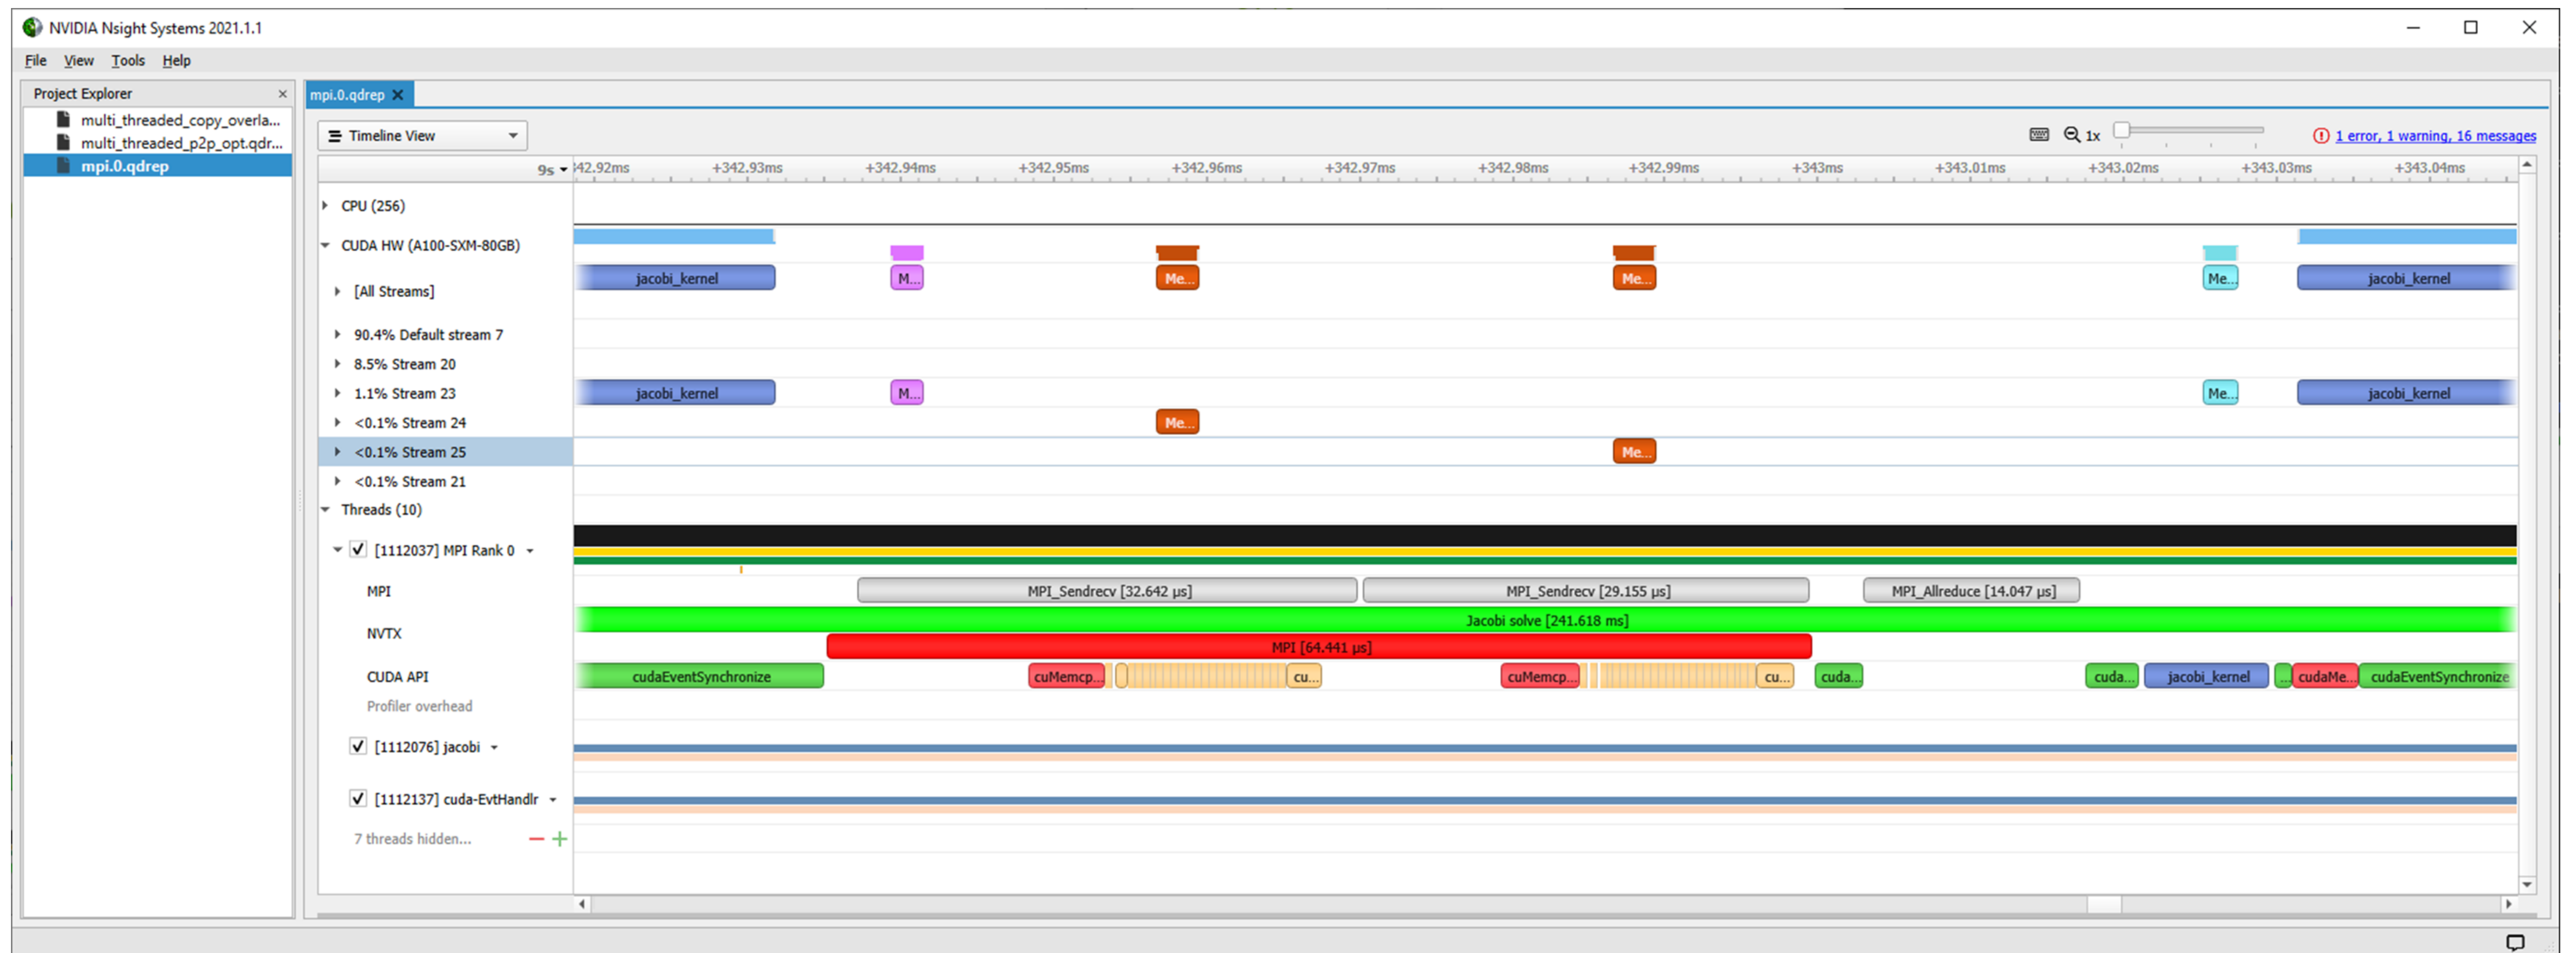 NVIDIA Nsight Systems 2021.1.1
File View Tools Help
Project Explorer
multi_threaded_copy_overla...
multi_threaded_p2p_opt.qdr...
mpi.0.qdrep
mpi.0.qdrep
Timeline View
1x
1 error, 1 warning, 16 messages
9s 42.92ms +342.93ms +342.94ms +342.95ms +342.96ms +342.97ms +342.98ms +342.99ms +343ms +343.01ms +343.02ms +343.03ms +343.04ms
CPU (256)
CUDA HW (A100-SXM-80GB)
[All Streams] jacobi_kernel M... Me... Me... Me... jacobi_kernel
90.4% Default stream 7
8.5% Stream 20
1.1% Stream 23 jacobi_kernel M... Me... jacobi_kernel
<0.1% Stream 24 Me...
<0.1% Stream 25 Me...
<0.1% Stream 21
Threads (10)
[1112037] MPI Rank 0
MPI MPI_Sendrecv [32.642 µs] MPI_Sendrecv [29.155 µs] MPI_Allreduce [14.047 µs]
NVTX Jacobi solve [241.618 ms]
MPI [64.441 µs]
CUDA API cudaEventSynchronize cuMemcp... cu... cuMemcp... cu... cuda... cuda... jacobi_kernel ... cudaMe... cudaEventSynchronize
Profiler overhead
[1112076] jacobi
[1112137] cuda-EvtHandlr
7 threads hidden...